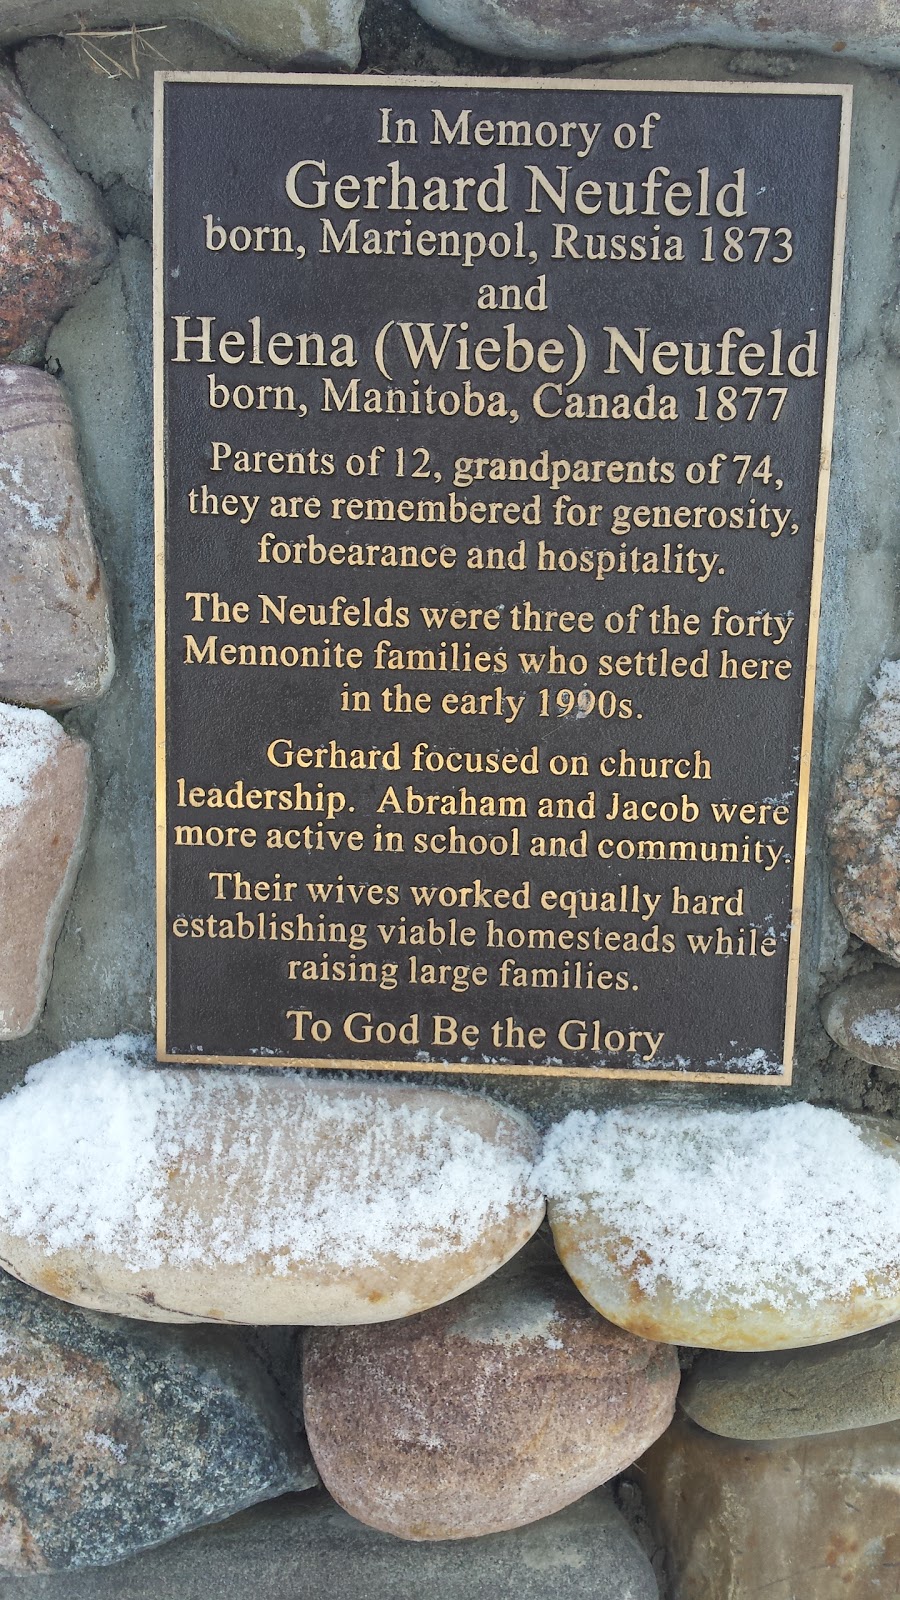 In Memory of
Gerhard Neufeld
born, Marienpol, Russia 1873
and
Helena (Wiebe) Neufeld
born, Manitoba, Canada 1877
Parents of 12, grandparents of 74,
they are remembered for generosity,
forbearance and hospitality.
The Neufelds were three of the forty
Mennonite families who settled here
in the early 1990s.
Gerhard focused on church
leadership. Abraham and Jacob were
more active in school and community.
Their wives worked equally hard
establishing viable homesteads while
raising large families.
To God Be the Glory